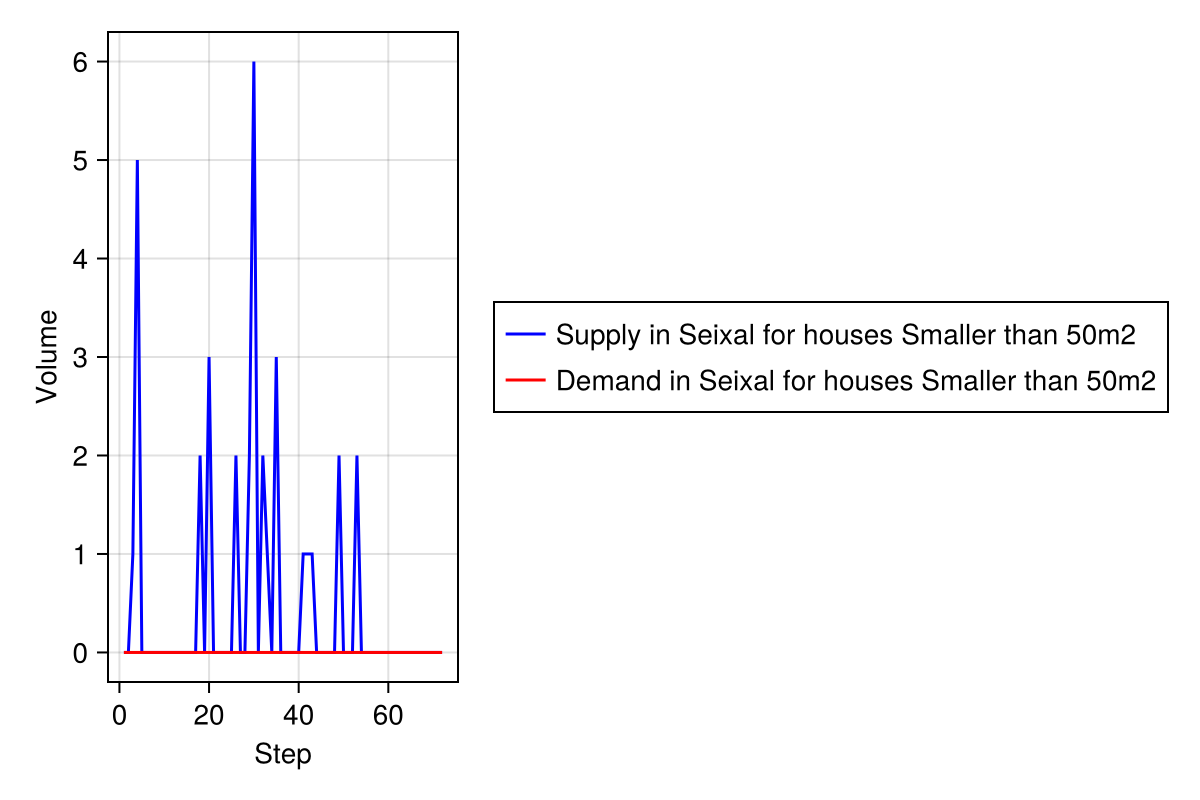 6
5
4
3
2
1
0
Volume
0 20 40 60
Step
Supply in Seixal for houses Smaller than 50m2
Demand in Seixal for houses Smaller than 50m2